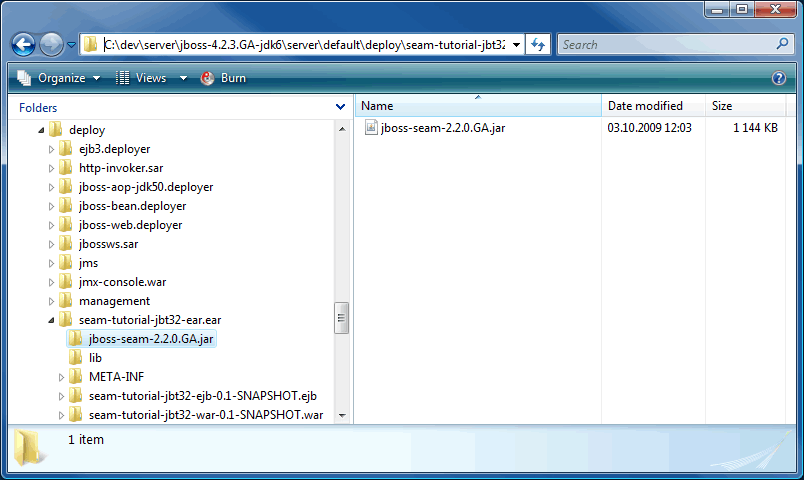 C:\dev\server\jboss-4.2.3.GA-jdk6\server\default\deploy\seam-tutorial-jbt32
Search
Organize Views Burn
Folders
Name Date modified Size
deploy
ejb3.deployer
http-invoker.sar
jboss-aop-jdk50.deployer
jboss-bean.deployer
jboss-web.deployer
jbossws.sar
jms
jmx-console.war
management
seam-tutorial-jbt32-ear.ear
jboss-seam-2.2.0.GA.jar
lib
META-INF
seam-tutorial-jbt32-ejb-0.1-SNAPSHOT.ejb
seam-tutorial-jbt32-war-0.1-SNAPSHOT.war
jboss-seam-2.2.0.GA.jar 03.10.2009 12:03 1 144 KB
1 item